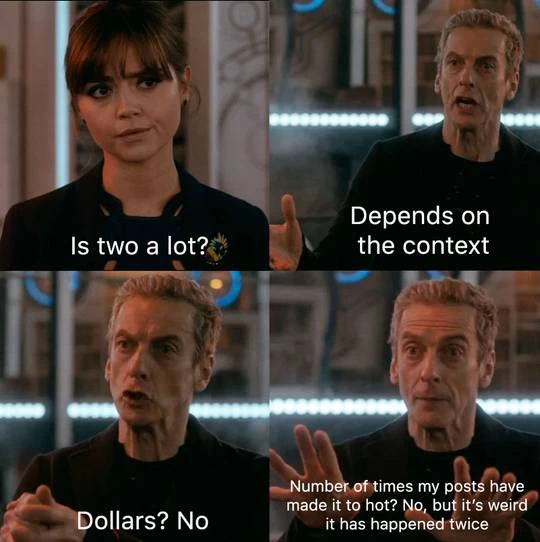 Is two a lot?
Depends on
the context
Dollars? No
Number of times my posts have
made it to hot? No, but it's weird
it has happened twice